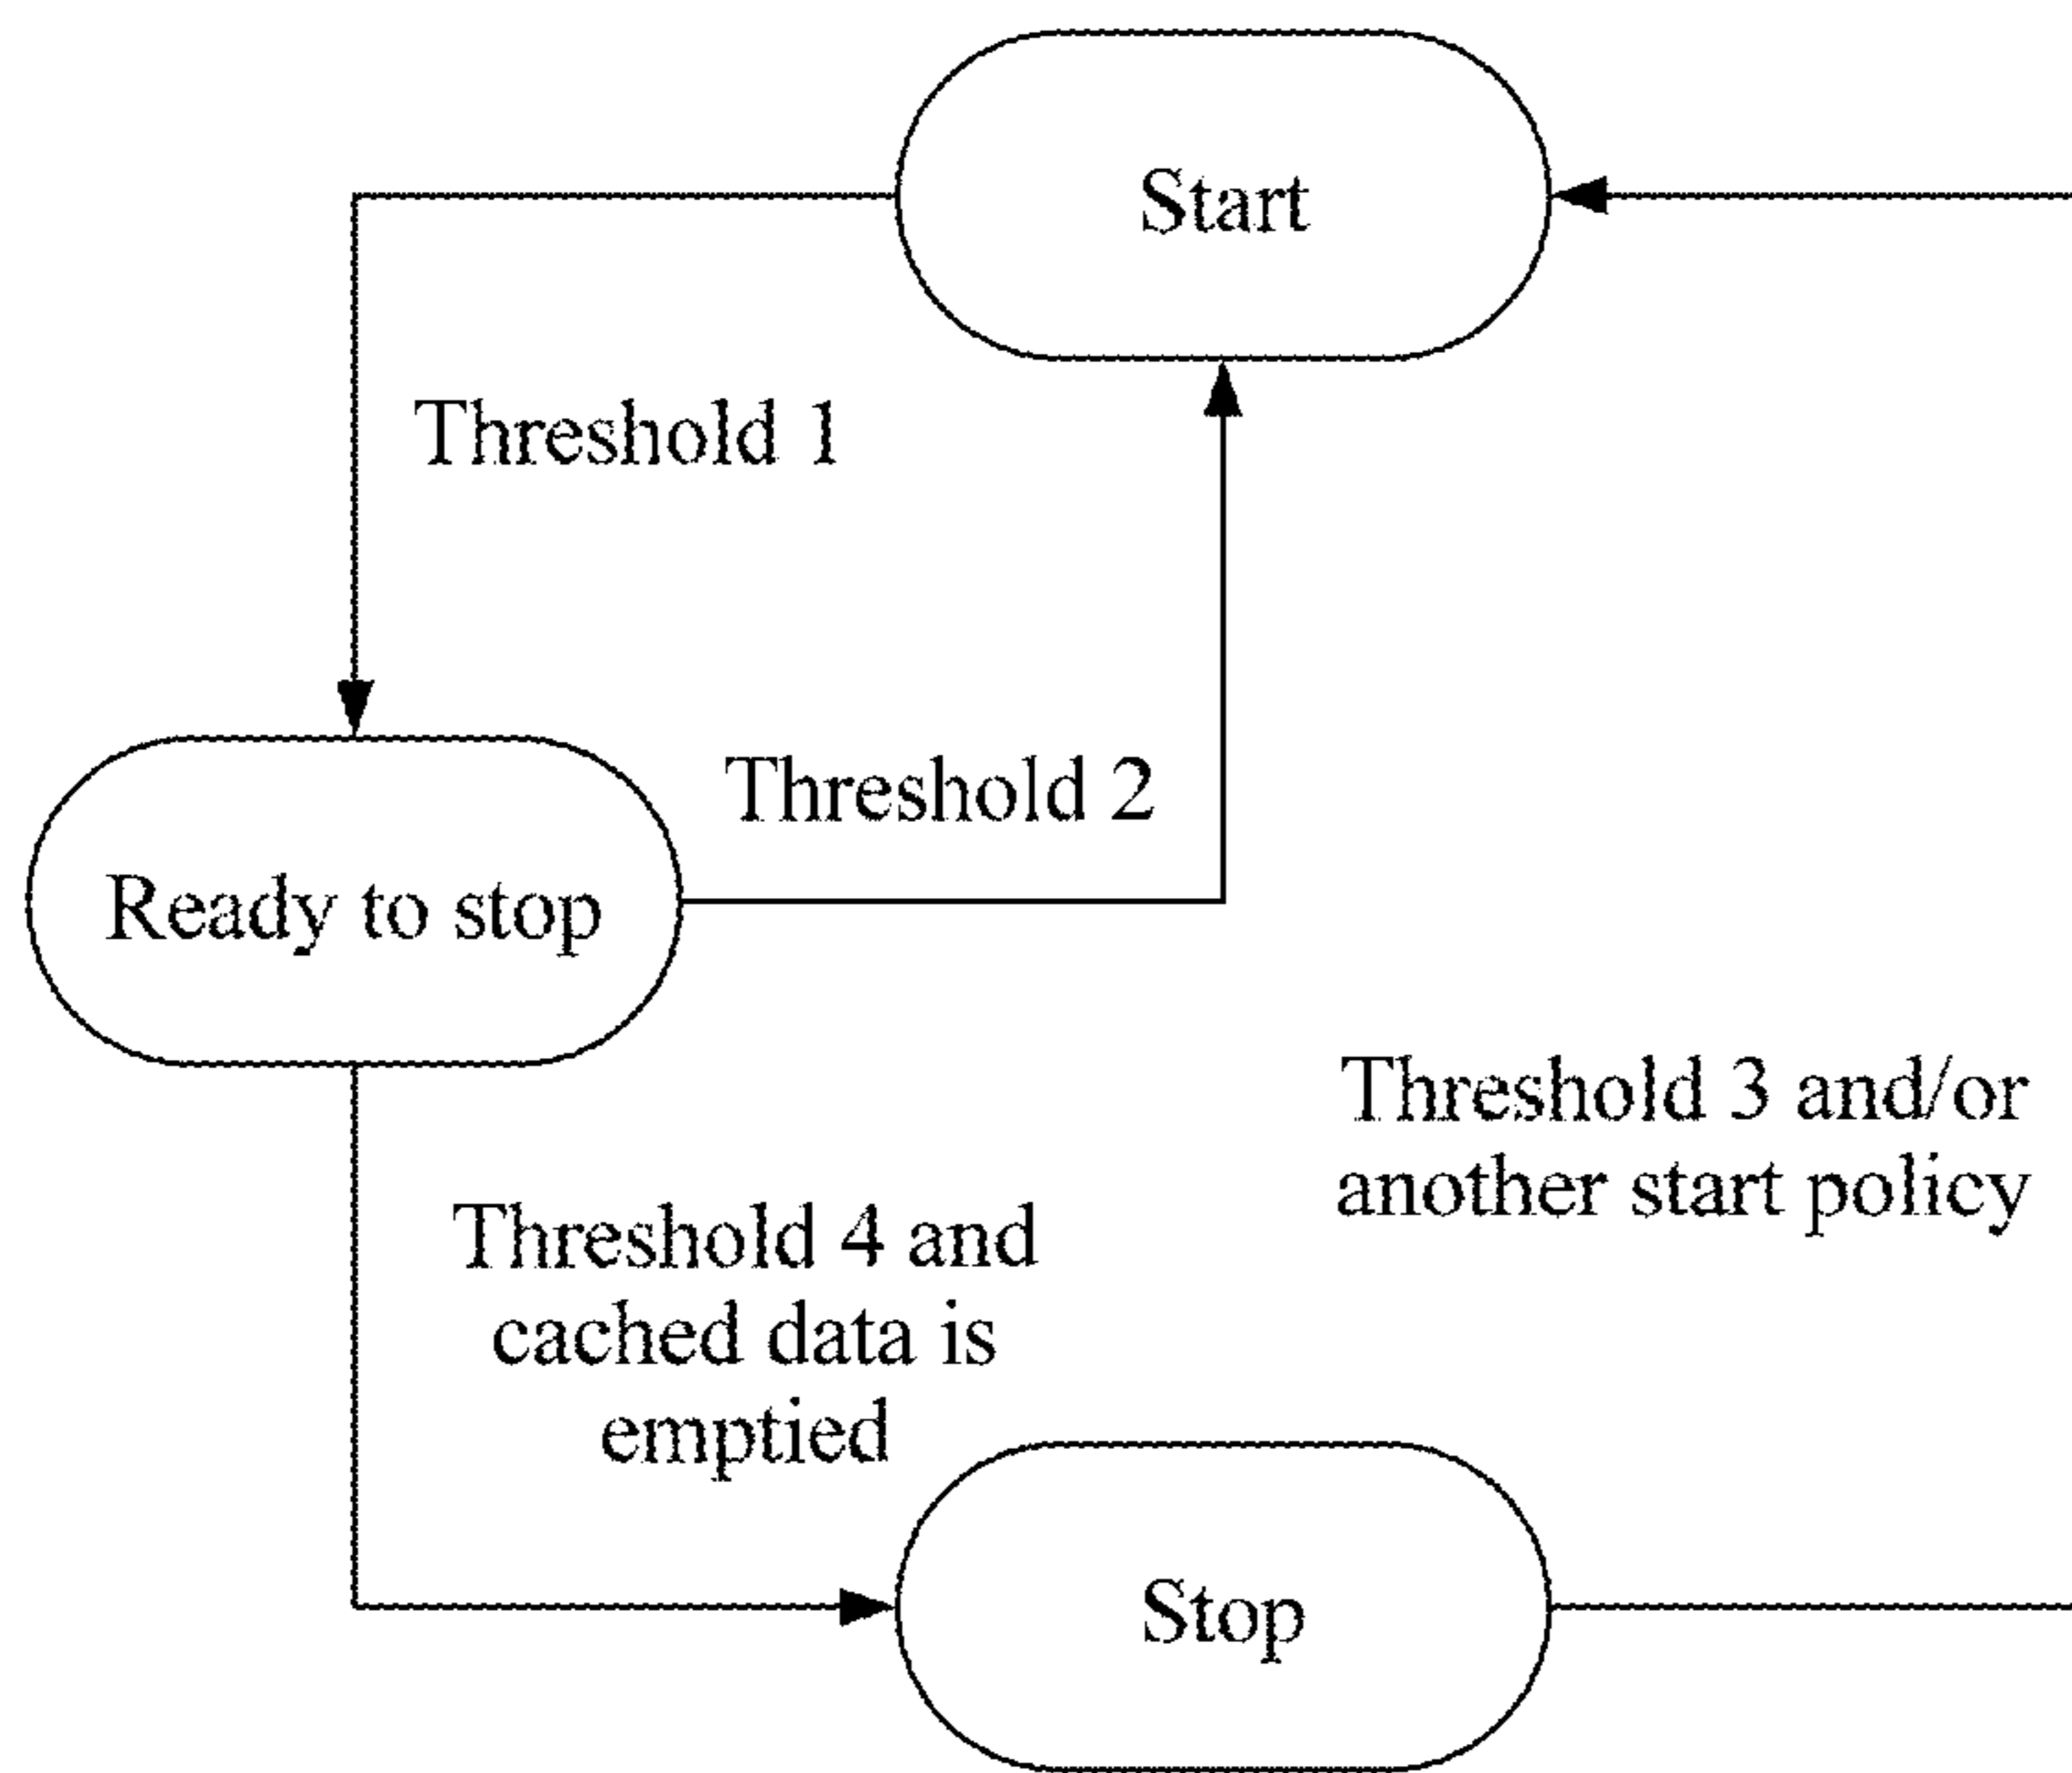 Start
Threshold 1
Threshold 2
Ready to stop
Threshold 3 and/or
another start policy
Threshold 4 and
cached data is
emptied
Stop